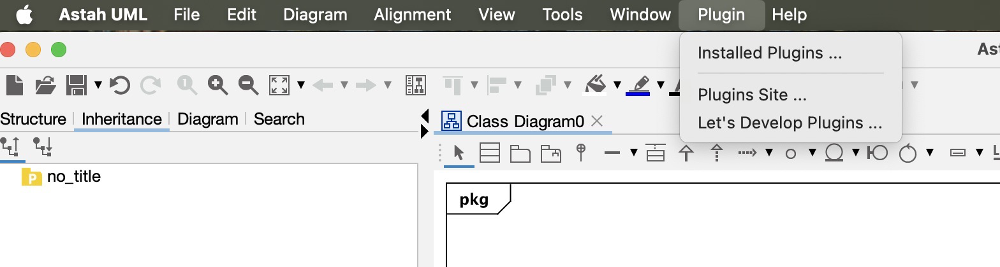 Astah UML File Edit Diagram Alignment View Tools Window Plugin Help
Installed Plugins ...
Plugins Site ...
Let's Develop Plugins ...
Structure Inheritance Diagram Search
Class Diagram0
P no_title
pkg